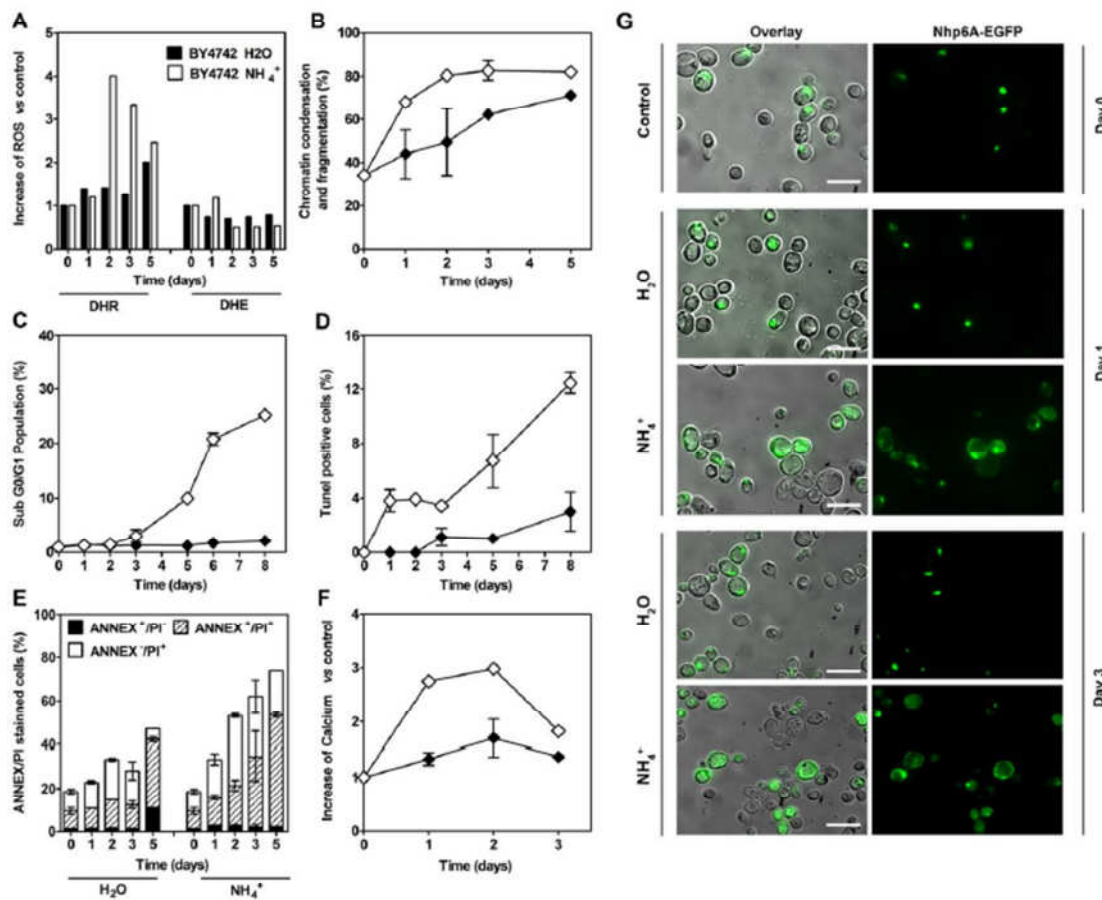 A
Increase of ROS vs control
5
4
3
2
1
0
BY4742 H2O
BY4742 NH4+
0 1 2 3 5 0 1 2 3 5
Time (days)
DHR DHE
B
Chromatin condensation
and fragmentation (%)
100
80
60
40
20
0
0 1 2 3 4 5
Time (days)
C
Sub G0/G1 Population (%)
40
30
20
10
0
0 1 2 3 4 5 6 7 8
Time (days)
D
Tunel positive cells (%)
16
12
8
4
0
0 1 2 3 4 5 6 7 8
Time (days)
E
ANNEX/PI stainned cells (%)
100
80
60
40
20
0
ANNEX+/PI- ANNEX+/PI+
ANNEX-/PI+
0 1 2 3 5 0 1 2 3 5
Time (days)
H2O NH4+
F
Increase of Calcium vs control
4
3
2
1
0
0 1 2 3
Time (days)
G
Overlay Nhp6A-EGFP
Control
Day 0
H2O
NH4+
Day 1
H2O
NH4+
Day 3